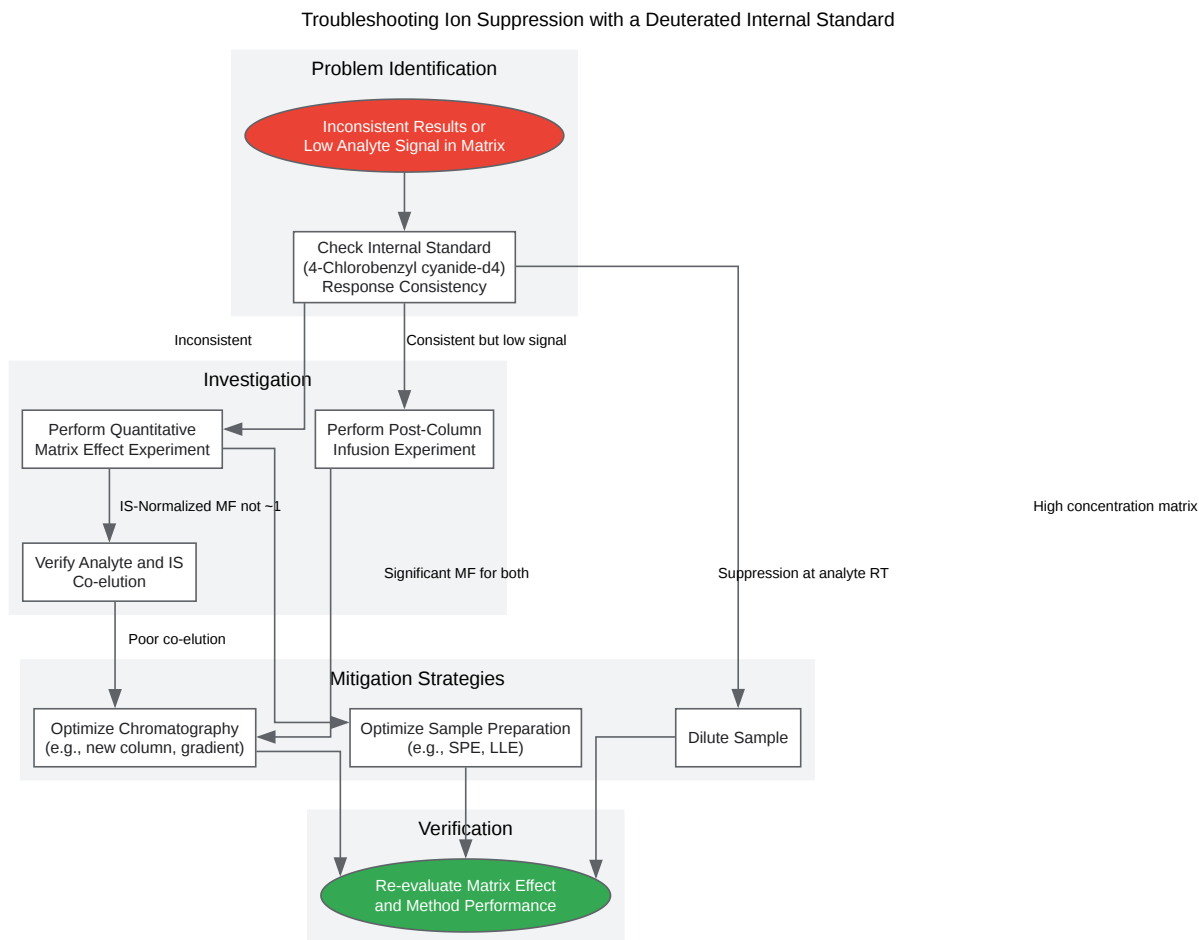 Troubleshooting Ion Suppression with a Deuterated Internal Standard
Problem Identification
Inconsistent Results or
Low Analyte Signal in Matrix
Check Internal Standard
(4-Chlorobenzyl cyanide-d4)
Response Consistency
Inconsistent
Consistent but low signal
Investigation
Perform Quantitative
Matrix Effect Experiment
Perform Post-Column
Infusion Experiment
IS-Normalized MF not ~1
High concentration matrix
Verify Analyte and IS
Co-elution
Significant MF for both
Suppression at analyte RT
Poor co-elution
Mitigation Strategies
Optimize Chromatography
(e.g., new column, gradient)
Optimize Sample Preparation
(e.g., SPE, LLE)
Dilute Sample
Verification
Re-evaluate Matrix Effect
and Method Performance